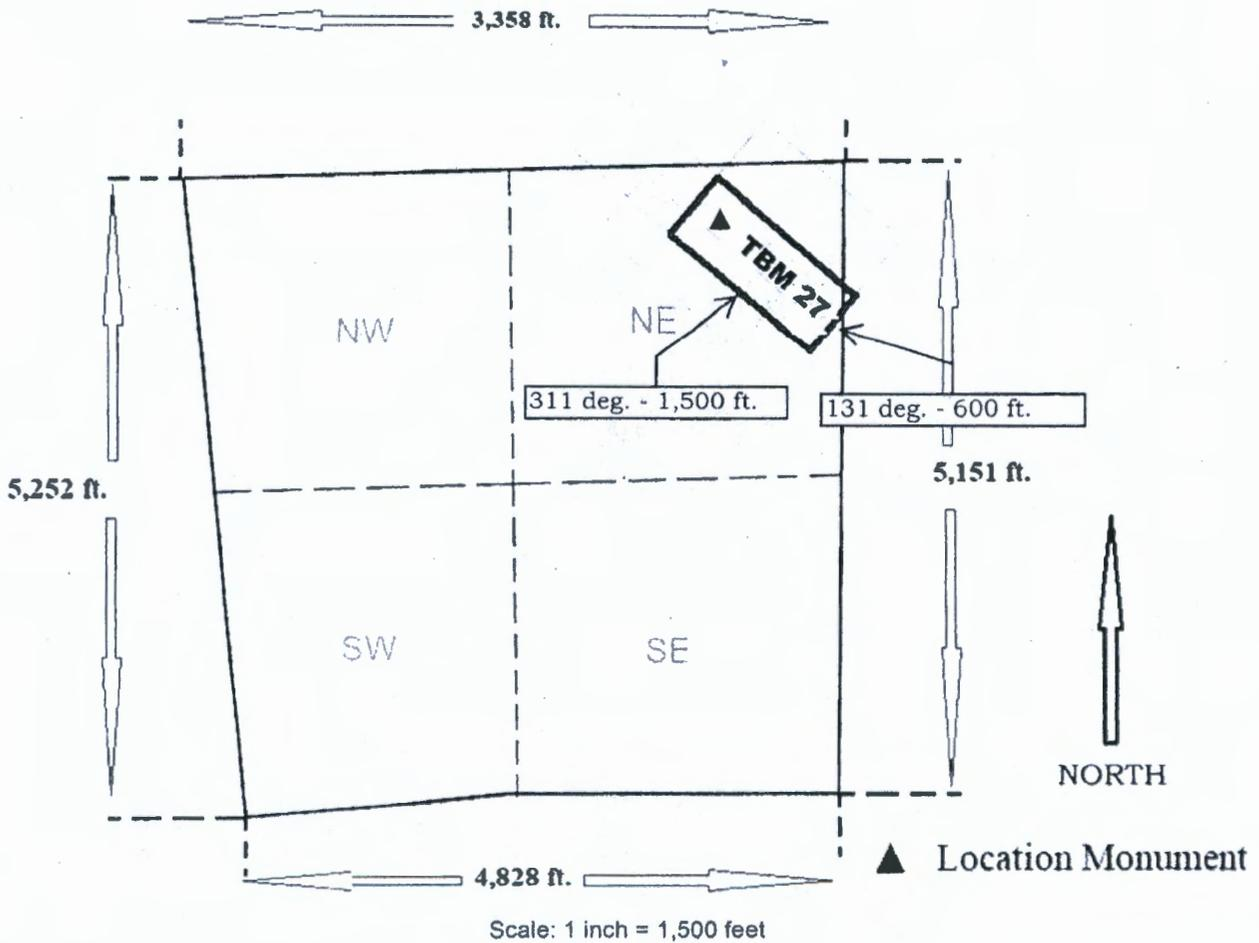 3,358 ft.
TBM 27
NW
NE
311 deg. - 1,500 ft.
131 deg. - 600 ft.
5,252 ft.
5,151 ft.
SW
SE
NORTH
Location Monument
4,828 ft.
Scale: 1 inch = 1,500 feet